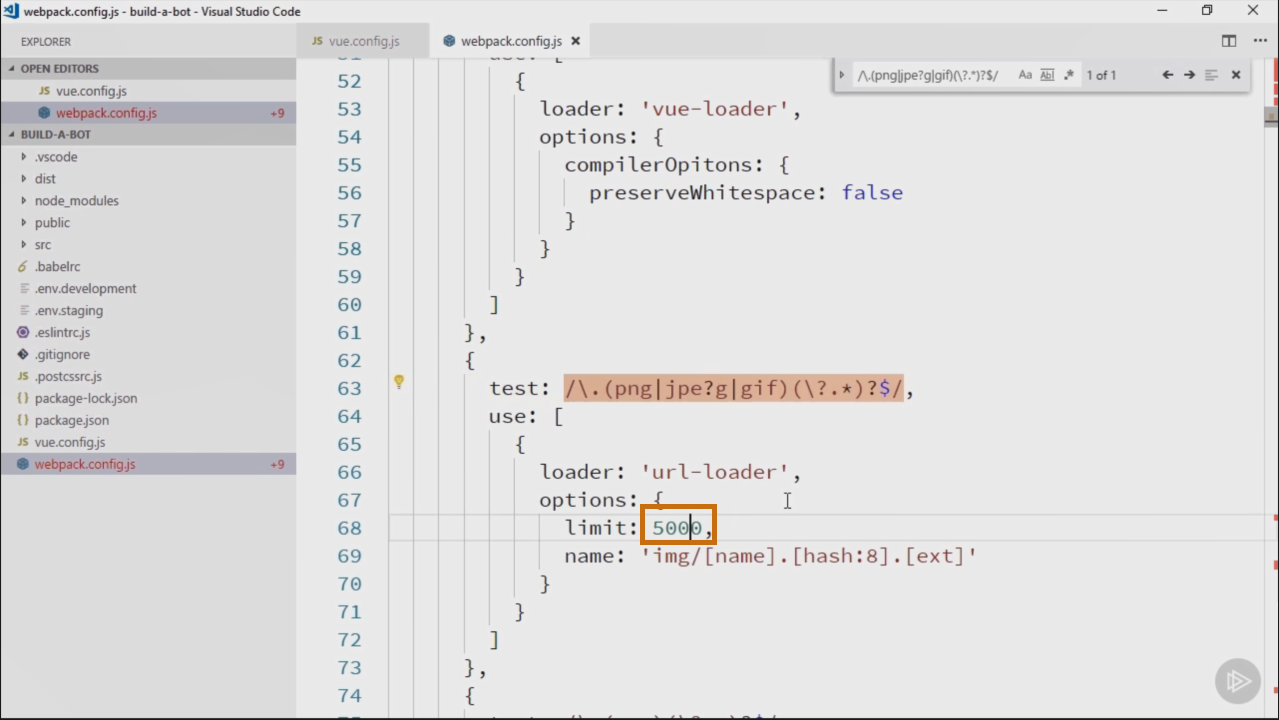 webpack.config.js - build-a-bot - Visual Studio Code
EXPLORER
OPEN EDITORS
JS vue.config.js
webpack.config.js +9
BUILD-A-BOT
.vscode
dist
node_modules
public
src
.babelrc
.env.development
.env.staging
.eslintrc.js
.gitignore
JS .postcssrc.js
{} package-lock.json
{} package.json
JS vue.config.js
webpack.config.js +9
JS vue.config.js
webpack.config.js
/\.(png|jpe?g|gif)(\?.*)?$/ Aa Abl .* 1 of 1
51 use: [
52 {
53 loader: 'vue-loader',
54 options: {
55 compilerOpitons: {
56 preserveWhitespace: false
57 }
58 }
59 }
60 ]
61 },
62 {
63 test: /\.(png|jpe?g|gif)(\?.*)?$/,
64 use: [
65 {
66 loader: 'url-loader',
67 options: {
68 limit: 5000,
69 name: 'img/[name].[hash:8].[ext]'
70 }
71 }
72 ]
73 },
74 {